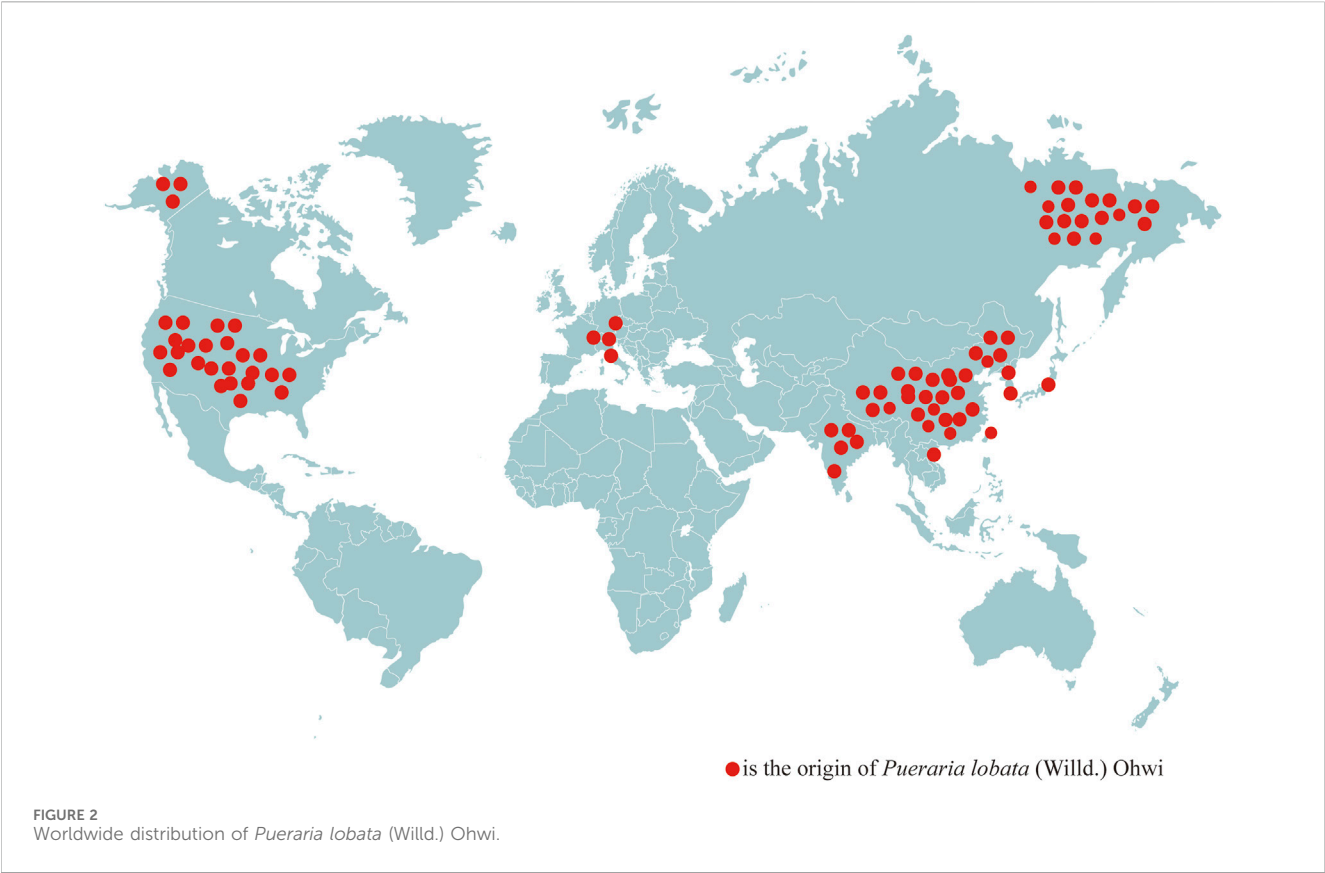 is the origin of Pueraria lobata (Willd.) Ohwi
FIGURE 2
Worldwide distribution of Pueraria lobata (Willd.) Ohwi.